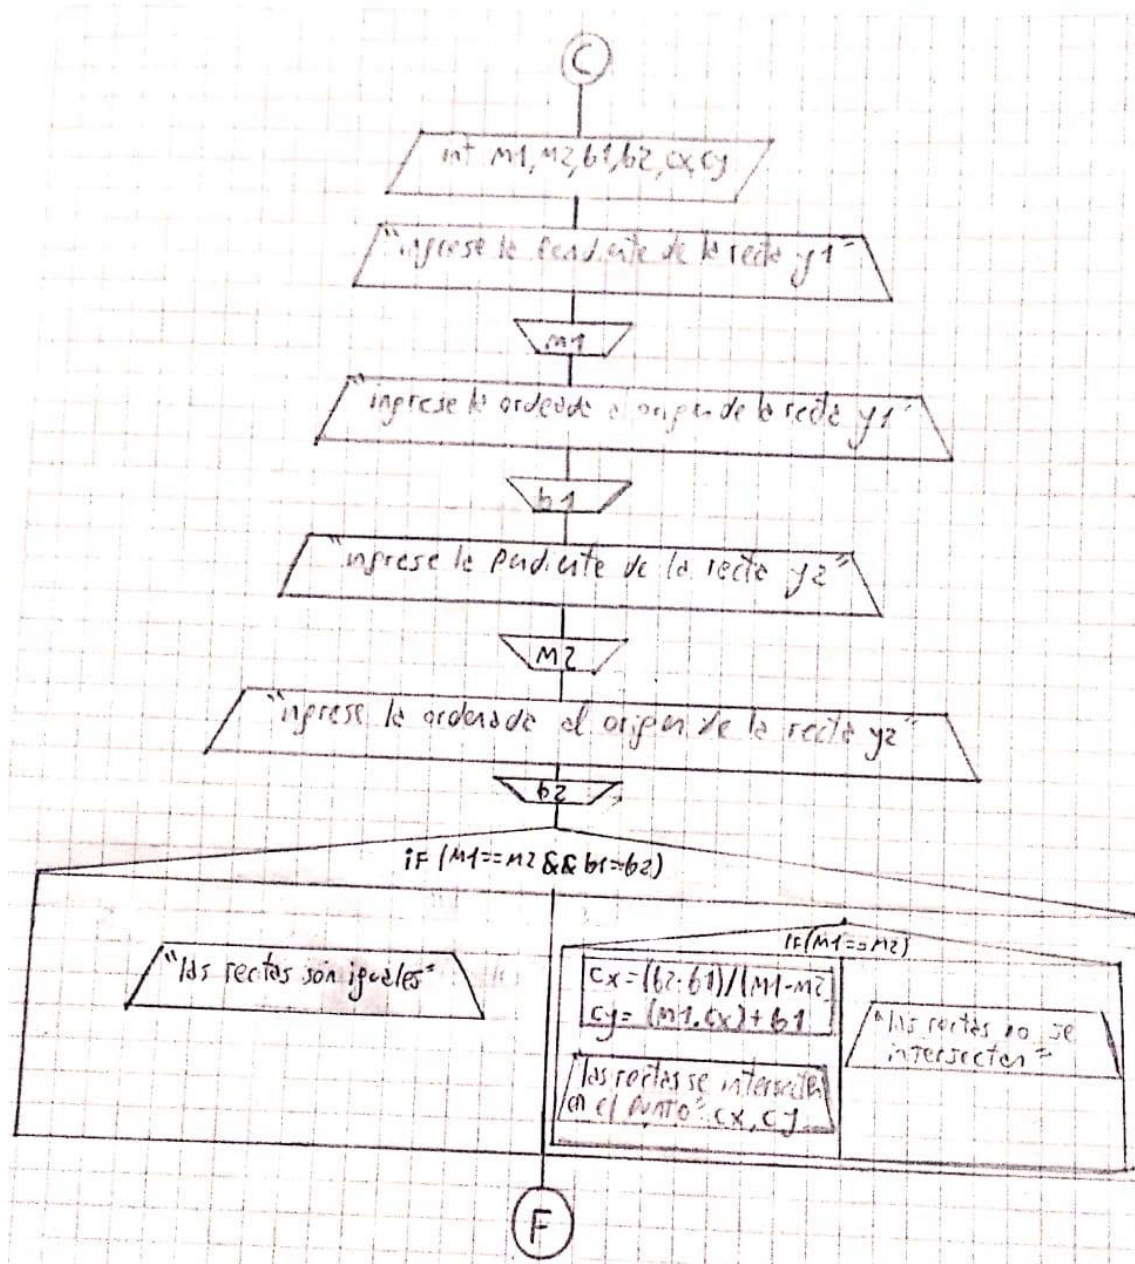 C
int m1, m2, b1, b2, cx, cy
"ingrese la pendiente de la recta y1"
m1
"ingrese la ordeada al origen de la recta y1"
b1
"ingrese la pendiente de la recta y2"
m2
"ingrese la ordenada al origen de la recta y2"
b2
if (m1==m2 && b1=b2)
"las rectas son iguales"
if(m1==m2)
cx=(b2-b1)/(m1-m2
cy=(m1.cx)+b1
"las rectas se intersectan
en el punto", cx, cy
"las rectas no se
intersectan"
F